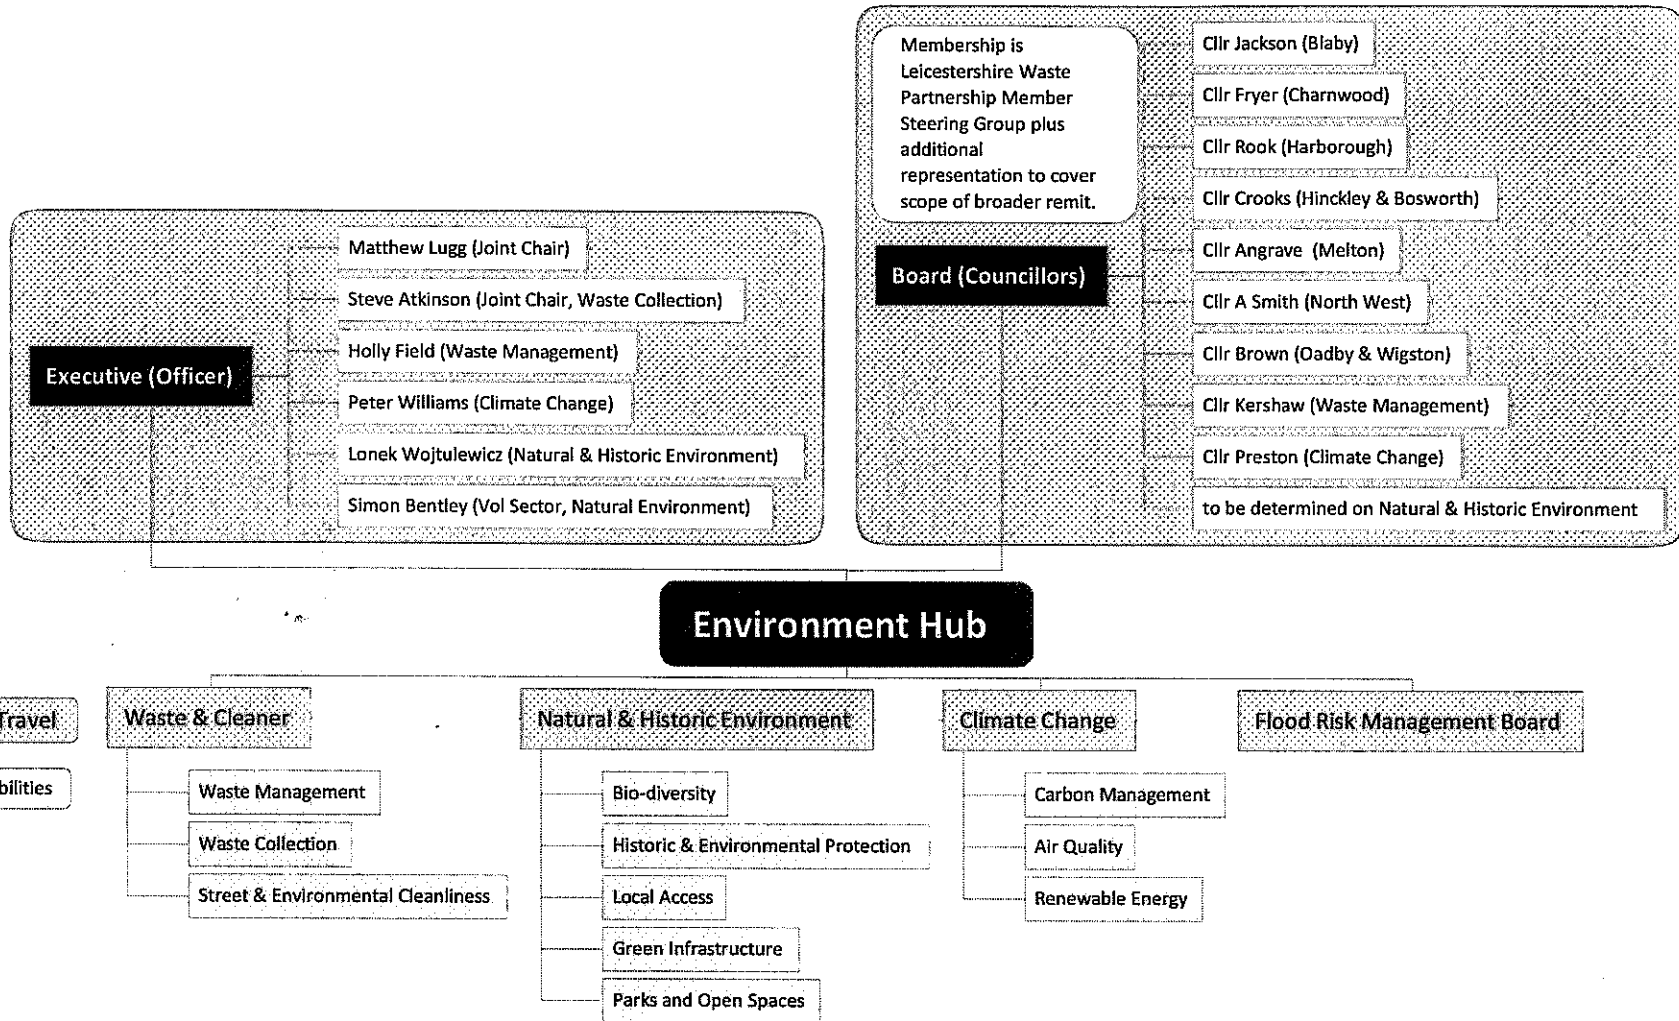 Membership is
Leicestershire Waste
Partnership Member
Steering Group plus
additional
representation to cover
scope of broader remit.
Cllr Jackson (Blaby)
Cllr Fryer (Charnwood)
Cllr Rook (Harborough)
Cllr Crooks (Hinckley & Bosworth)
Cllr Angrave (Melton)
Cllr A Smith (North West)
Cllr Brown (Oadby & Wigston)
Cllr Kershaw (Waste Management)
Cllr Preston (Climate Change)
to be determined on Natural & Historic Environment
Board (Councillors)
Matthew Lugg (Joint Chair)
Steve Atkinson (Joint Chair, Waste Collection)
Holly Field (Waste Management)
Peter Williams (Climate Change)
Lonek Wojtulewicz (Natural & Historic Environment)
Simon Bentley (Vol Sector, Natural Environment)
Executive (Officer)
Environment Hub
Travel
bilities
Waste & Cleaner
Waste Management
Waste Collection
Street & Environmental Cleanliness
Natural & Historic Environment
Bio-diversity
Historic & Environmental Protection
Local Access
Green Infrastructure
Parks and Open Spaces
Climate Change
Carbon Management
Air Quality
Renewable Energy
Flood Risk Management Board